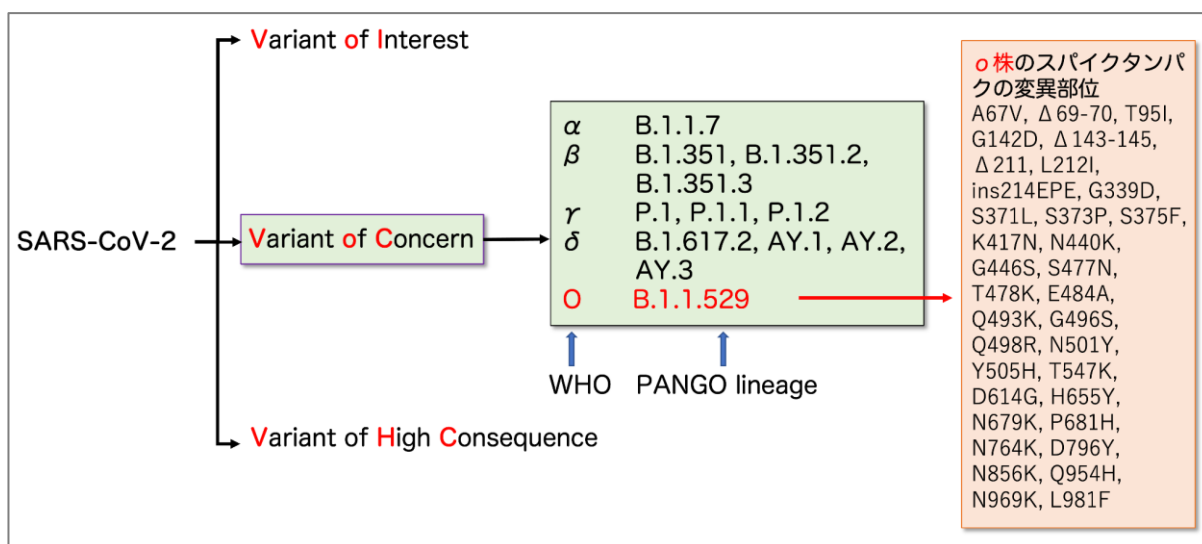 Variant of Interest
SARS-CoV-2
Variant of Concern
α B.1.1.7
β B.1.351, B.1.351.2,
B.1.351.3
γ P.1, P.1.1, P.1.2
δ B.1.617.2, AY.1, AY.2,
AY.3
Ο B.1.1.529
WHO PANGO lineage
Variant of High Consequence
ο株のスパイクタンパ
クの変異部位
A67V, Δ69-70, T95I,
G142D, Δ143-145,
Δ211, L212I,
ins214EPE, G339D,
S371L, S373P, S375F,
K417N, N440K,
G446S, S477N,
T478K, E484A,
Q493K, G496S,
Q498R, N501Y,
Y505H, T547K,
D614G, H655Y,
N679K, P681H,
N764K, D796Y,
N856K, Q954H,
N969K, L981F